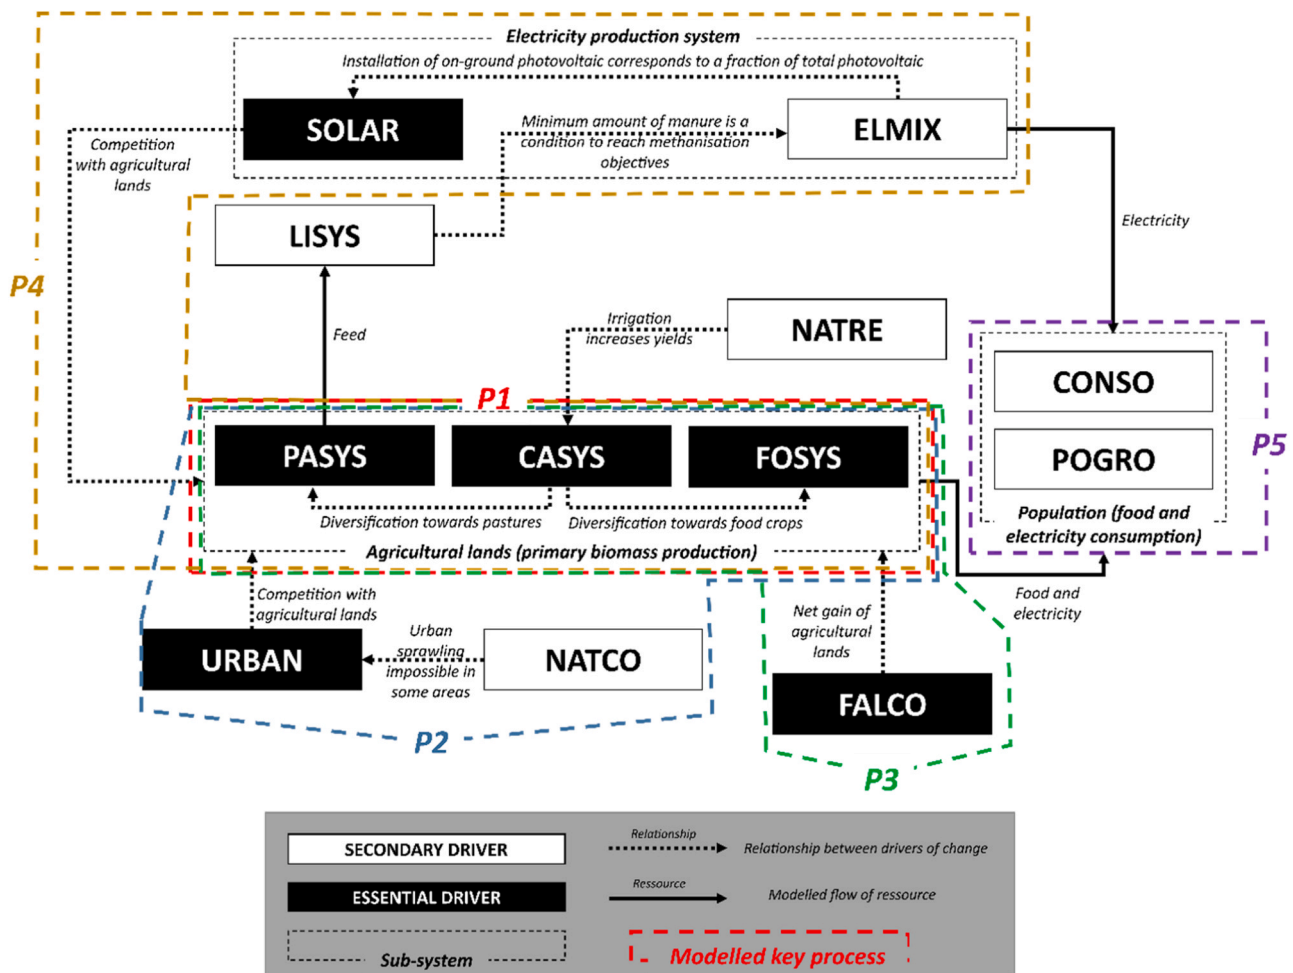 Electricity production system
Installation of on-ground photovoltaic corresponds to a fraction of total photovoltaic
SOLAR
Minimum amount of manure is a
condition to reach methanisation
objectives
ELMIX
Competition
with agricultural
lands
LISYS
Electricity
P4
Feed
Irrigation
increases yields
NATRE
CONSO
P1
PASYS
CASYS
FOSYS
POGRO
P5
Diversification towards pastures
Diversification towards food crops
Population (food and
electricity consumption)
Agricultural lands (primary biomass production)
Competition with
agricultural lands
Net gain of
agricultural
lands
Food and
electricity
URBAN
Urban
sprawling
impossible in
some areas
NATCO
FALCO
P2
P3
SECONDARY DRIVER
Relationship
Relationship between drivers of change
ESSENTIAL DRIVER
Ressource
Modelled flow of ressource
Sub-system
Modelled key process